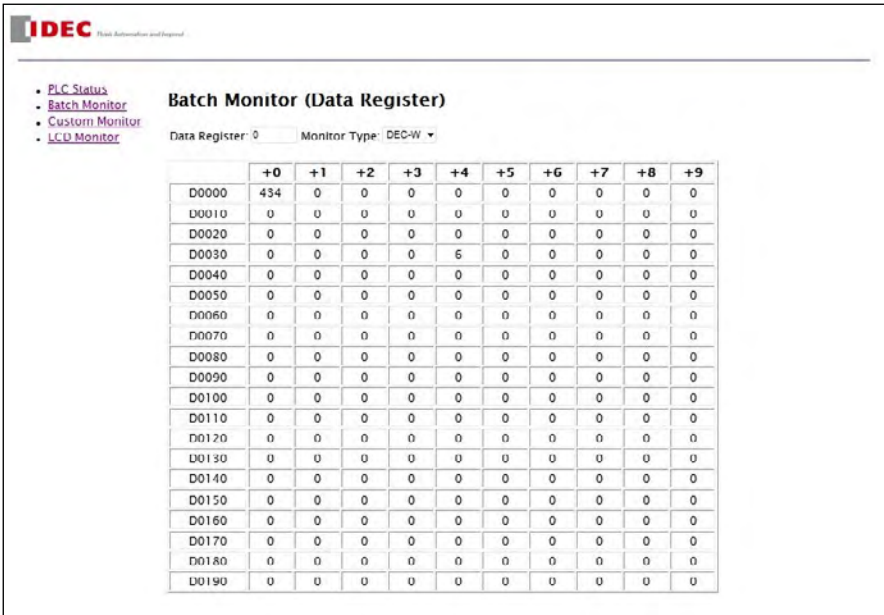 IDEC Think Automation and beyond...
PLC Status
Batch Monitor
Custom Monitor
LCD Monitor
Batch Monitor (Data Register)
Data Register: 0 Monitor Type: DEC-W
+0 +1 +2 +3 +4 +5 +6 +7 +8 +9
D0000 434 0 0 0 0 0 0 0 0 0
D0010 0 0 0 0 0 0 0 0 0 0
D0020 0 0 0 0 0 0 0 0 0 0
D0030 0 0 0 0 6 0 0 0 0 0
D0040 0 0 0 0 0 0 0 0 0 0
D0050 0 0 0 0 0 0 0 0 0 0
D0060 0 0 0 0 0 0 0 0 0 0
D0070 0 0 0 0 0 0 0 0 0 0
D0080 0 0 0 0 0 0 0 0 0 0
D0090 0 0 0 0 0 0 0 0 0 0
D0100 0 0 0 0 0 0 0 0 0 0
D0110 0 0 0 0 0 0 0 0 0 0
D0120 0 0 0 0 0 0 0 0 0 0
D0130 0 0 0 0 0 0 0 0 0 0
D0140 0 0 0 0 0 0 0 0 0 0
D0150 0 0 0 0 0 0 0 0 0 0
D0160 0 0 0 0 0 0 0 0 0 0
D0170 0 0 0 0 0 0 0 0 0 0
D0180 0 0 0 0 0 0 0 0 0 0
D0190 0 0 0 0 0 0 0 0 0 0